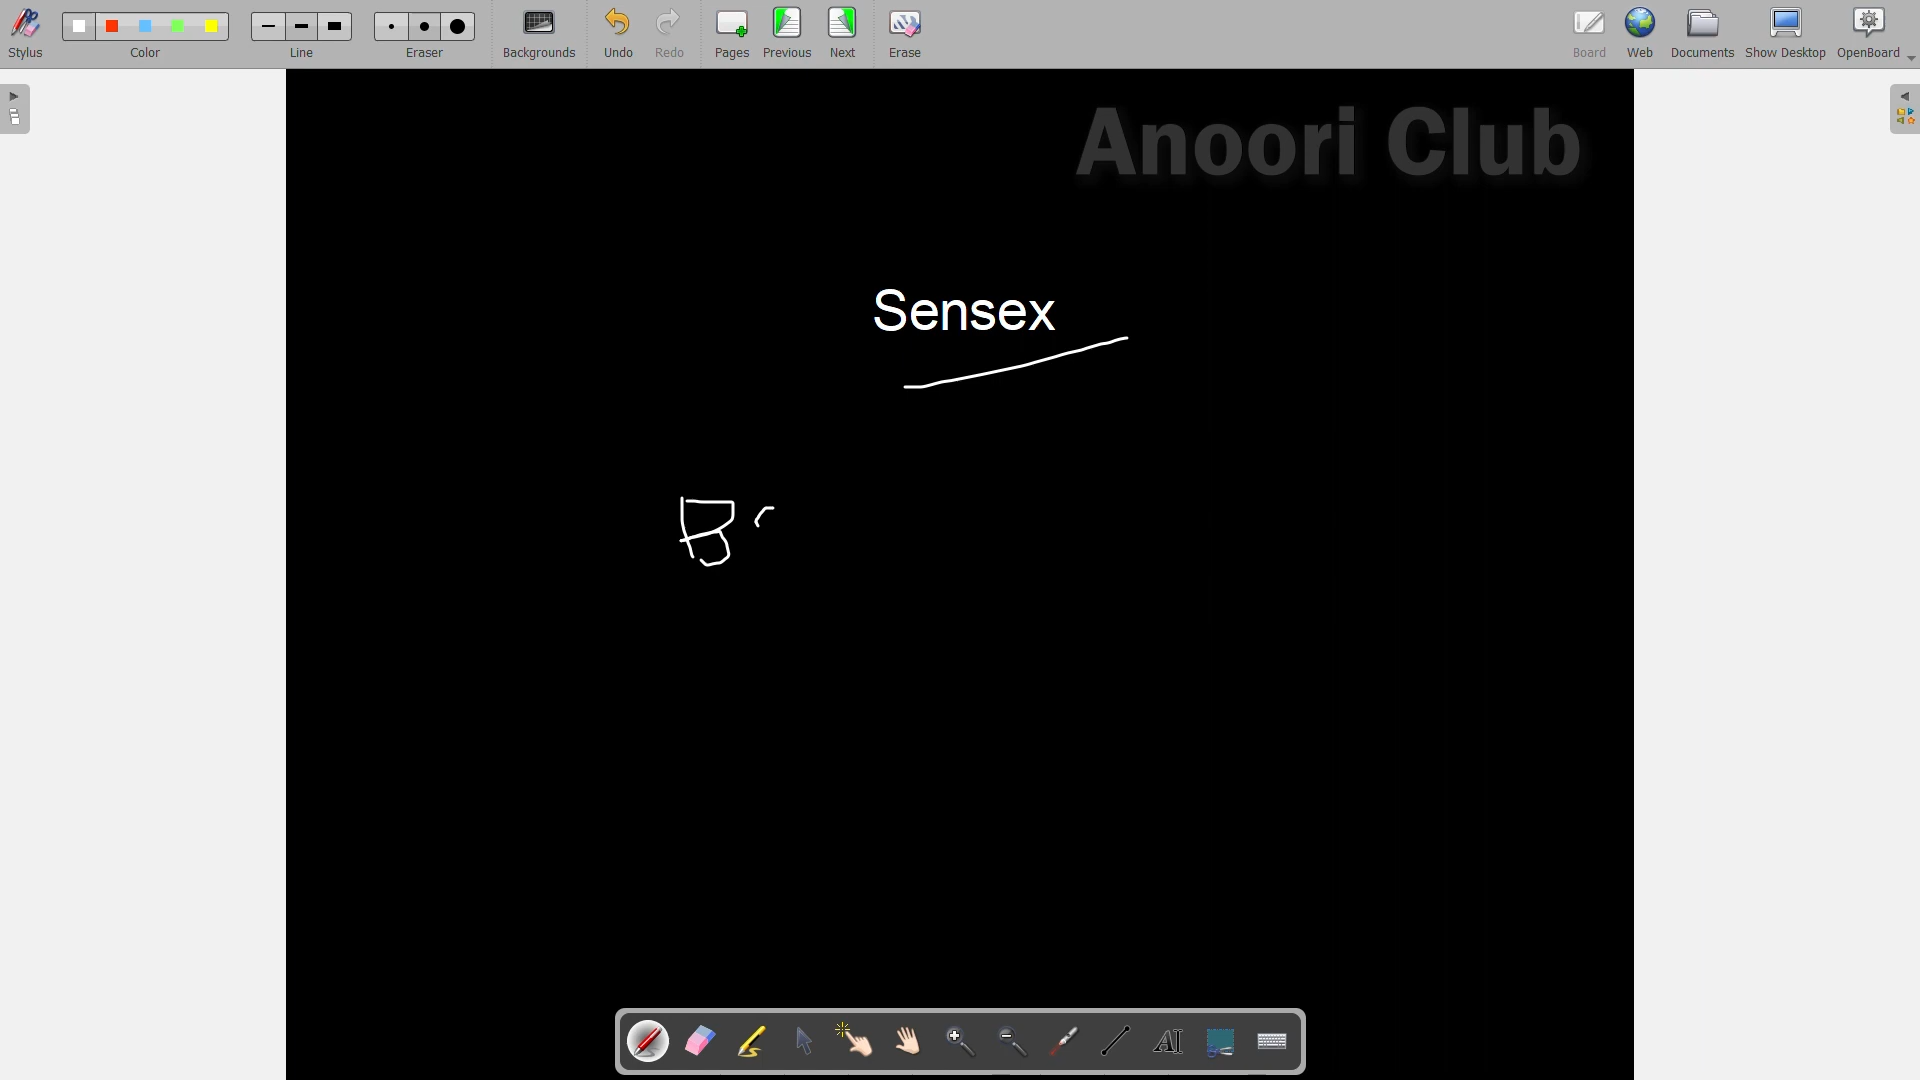 Stylus
Color
Line
Eraser
Backgrounds
Undo
Redo
Pages
Previous
Next
Erase
Board
Web
Documents
Show Desktop
OpenBoard
Anoori Club
Sensex
B